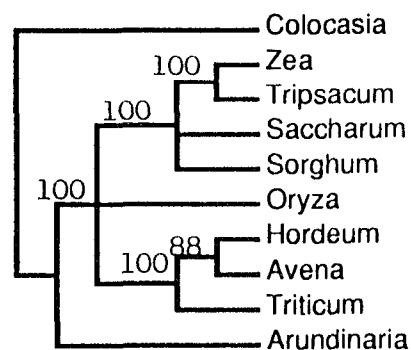 Colocasia
100 Zea
Tripsacum
100 Saccharum
Sorghum
100 Oryza
88 Hordeum
100 Avena
Triticum
Arundinaria